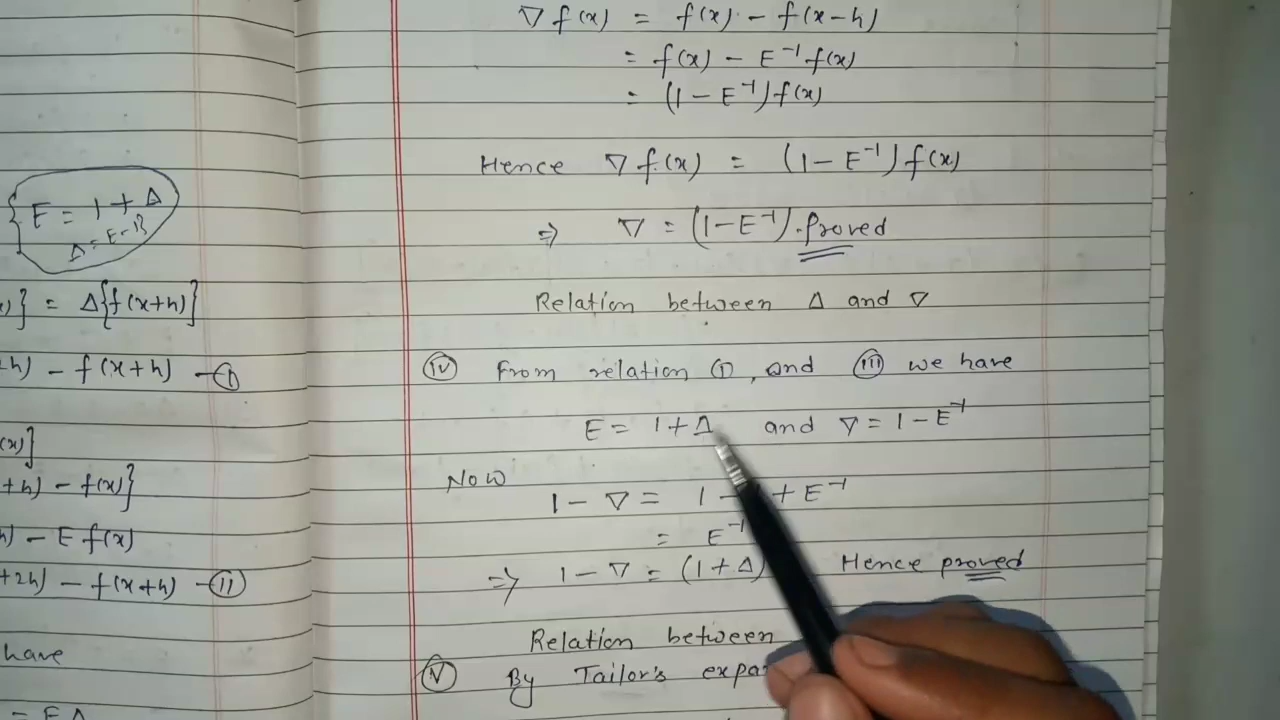 {E = 1 + Δ
Δ = E - 1}
)} = Δ{f(x+h)}
h) - f(x+h) - (I)
(x)]
+h) - f(x)}
) - E f(x)
+2h) - f(x+h) - (II)
have
= EΔ
∇ f(x) = f(x) - f(x-h)
= f(x) - E⁻¹ f(x)
= (1 - E⁻¹) f(x)
Hence ∇ f(x) = (1 - E⁻¹) f(x)
⇒ ∇ = (1 - E⁻¹). Proved
Relation between Δ and ∇
(IV) From relation (I), and (III) we have
E = 1 + Δ and ∇ = 1 - E⁻¹
Now
1 - ∇ = 1 - + E⁻¹
= E⁻¹
⇒ 1 - ∇ = (1 + Δ) Hence proved
Relation between
(V) By Tailor's expa